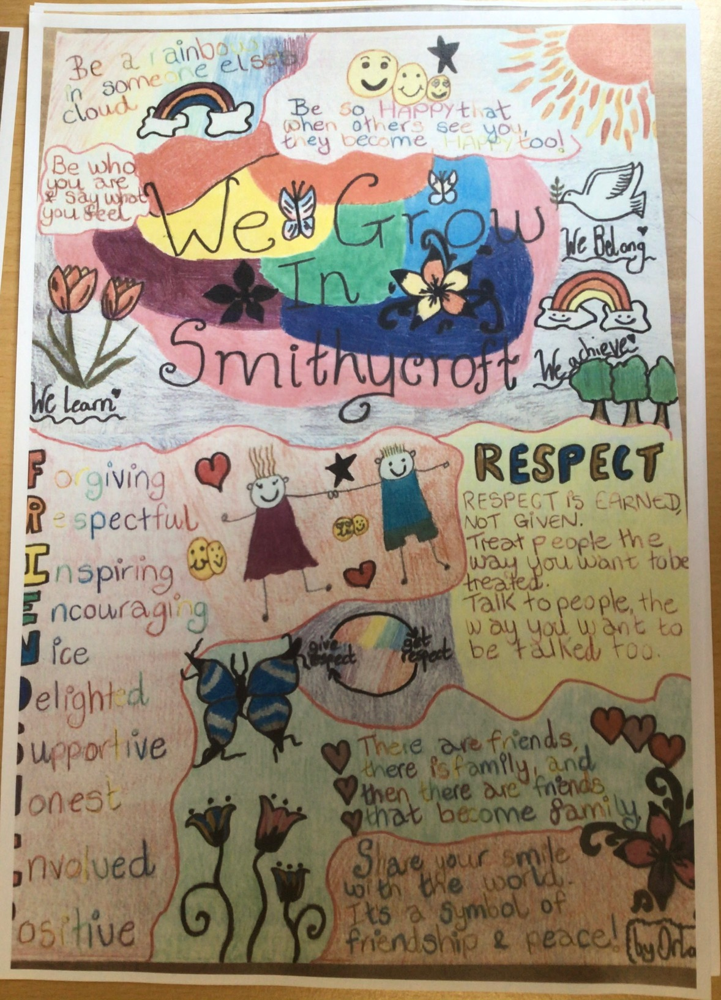 Be a rainbow
in someone else's
cloud
Be so HAPPY that
when others see you,
they become HAPPY too!
Be who
you are
& say what
you feel
We Grow
In
Smithycroft
We Belong
We achieve
We Learn
Forgiving
Respectful
Inspiring
Encouraging
Nice
Delighted
Supportive
Honest
Involved
Positive
RESPECT
RESPECT IS EARNED,
NOT GIVEN.
Treat people the
way you want to be
treated.
Talk to people, the
way you want to
be talked too.
give
respect
get
respect
There are friends,
there is family, and
then there are friends
that become family
Share your smile
with the world.
Its a symbol of
friendship & peace!
by Orla